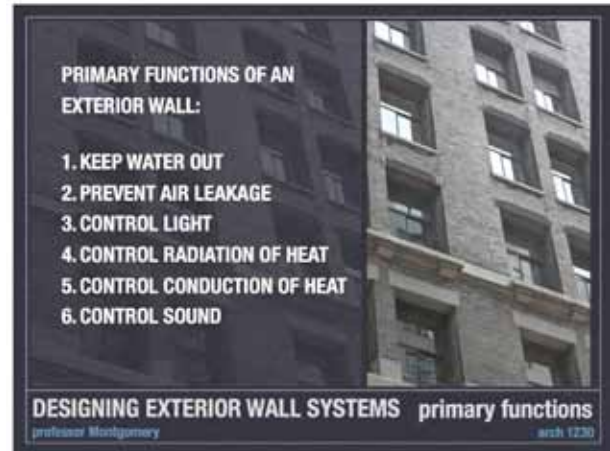 PRIMARY FUNCTIONS OF AN
EXTERIOR WALL:
1. KEEP WATER OUT
2. PREVENT AIR LEAKAGE
3. CONTROL LIGHT
4. CONTROL RADIATION OF HEAT
5. CONTROL CONDUCTION OF HEAT
6. CONTROL SOUND
DESIGNING EXTERIOR WALL SYSTEMS primary functions
professor Montgomery arch 1230